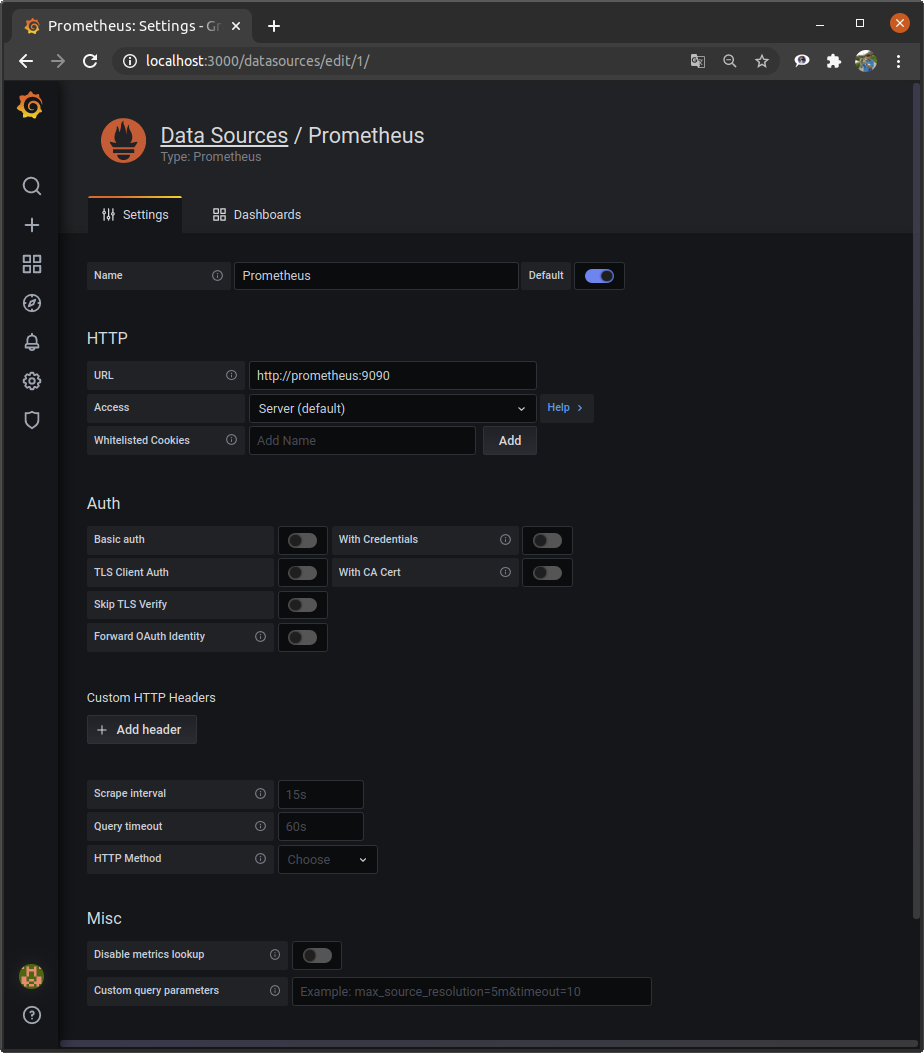 Prometheus: Settings - Gr
localhost:3000/datasources/edit/1/
Data Sources / Prometheus
Type: Prometheus
Settings Dashboards
Name Prometheus Default
HTTP
URL http://prometheus:9090
Access Server (default) Help
Whitelisted Cookies Add Name Add
Auth
Basic auth With Credentials
TLS Client Auth With CA Cert
Skip TLS Verify
Forward OAuth Identity
Custom HTTP Headers
Add header
Scrape interval 15s
Query timeout 60s
HTTP Method Choose
Misc
Disable metrics lookup
Custom query parameters Example: max_source_resolution=5m&timeout=10